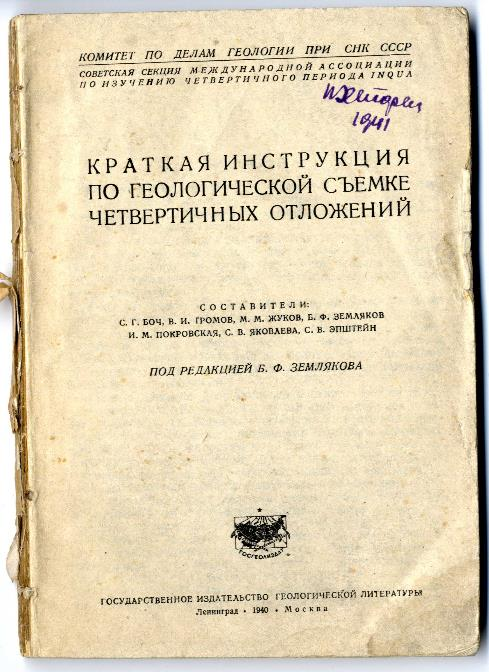 КОМИТЕТ ПО ДЕЛАМ ГЕОЛОГИИ ПРИ СНК СССР
СОВЕТСКАЯ СЕКЦИЯ МЕЖДУНАРОДНОЙ АССОЦИАЦИИ
ПО ИЗУЧЕНИЮ ЧЕТВЕРТИЧНОГО ПЕРИОДА INQUA
1941
КРАТКАЯ ИНСТРУКЦИЯ
ПО ГЕОЛОГИЧЕСКОЙ СЪЕМКЕ
ЧЕТВЕРТИЧНЫХ ОТЛОЖЕНИЙ
СОСТАВИТЕЛИ:
С. Г. БОЧ, В. И. ГРОМОВ, М. М. ЖУКОВ, Б. Ф. ЗЕМЛЯКОВ
И. М. ПОКРОВСКАЯ, С. В. ЯКОВЛЕВА, С. В. ЭПШТЕЙН
ПОД РЕДАКЦИЕЙ Б. Ф. ЗЕМЛЯКОВА
ГОСГЕОЛИЗДАТ
ГОСУДАРСТВЕННОЕ ИЗДАТЕЛЬСТВО ГЕОЛОГИЧЕСКОЙ ЛИТЕРАТУРЫ
Ленинград • 1940 • Москва